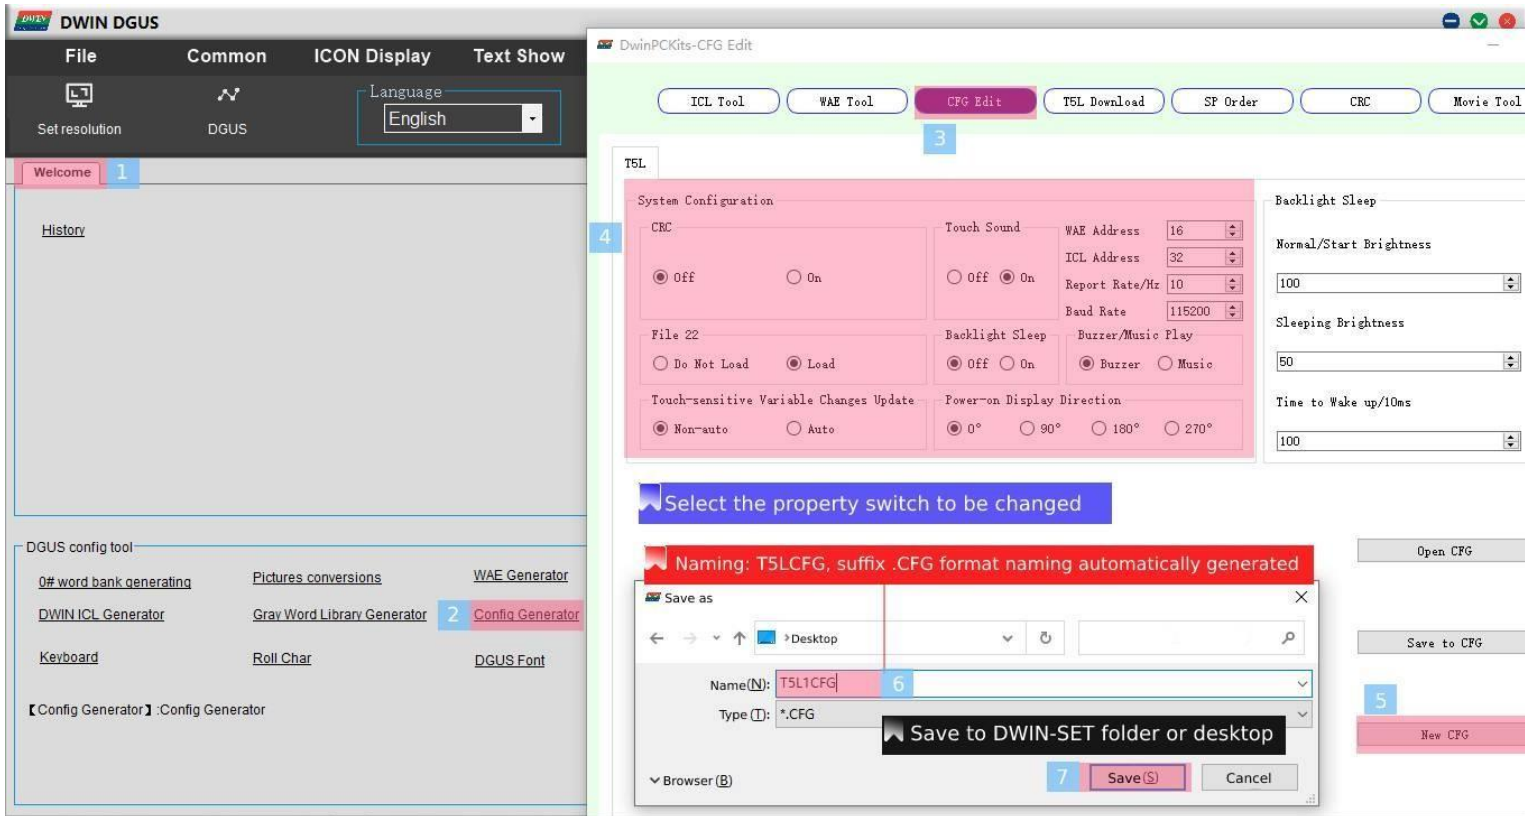 DWIN DGUS
File Common ICON Display Text Show
Set resolution DGUS Language English
Welcome 1
History
DGUS config tool
0# word bank generating Pictures conversions WAE Generator
DWIN ICL Generator Gray Word Library Generator 2 Config Generator
Keyboard Roll Char DGUS Font
【Config Generator】:Config Generator
DwinPCKits-CFG Edit
ICL Tool WAE Tool CFG Edit T5L Download SP Order CRC Movie Tool
3
T5L
4
System Configuration
CRC
Off On
Touch Sound
Off On
WAE Address 16
ICL Address 32
Report Rate/Hz 10
Baud Rate 115200
File 22
Do Not Load Load
Backlight Sleep
Off On
Buzzer/Music Play
Buzzer Music
Touch-sensitive Variable Changes Update
Non-auto Auto
Power-on Display Direction
0° 90° 180° 270°
Backlight Sleep
Normal/Start Brightness
100
Sleeping Brightness
50
Time to Wake up/10ms
100
Select the property switch to be changed
Naming: T5LCFG, suffix .CFG format naming automatically generated
Open CFG
Save to CFG
5
New CFG
Save as
Desktop
Name(N): T5L1CFG 6
Type (T): *.CFG
Save to DWIN-SET folder or desktop
Browser (B) 7 Save(S) Cancel